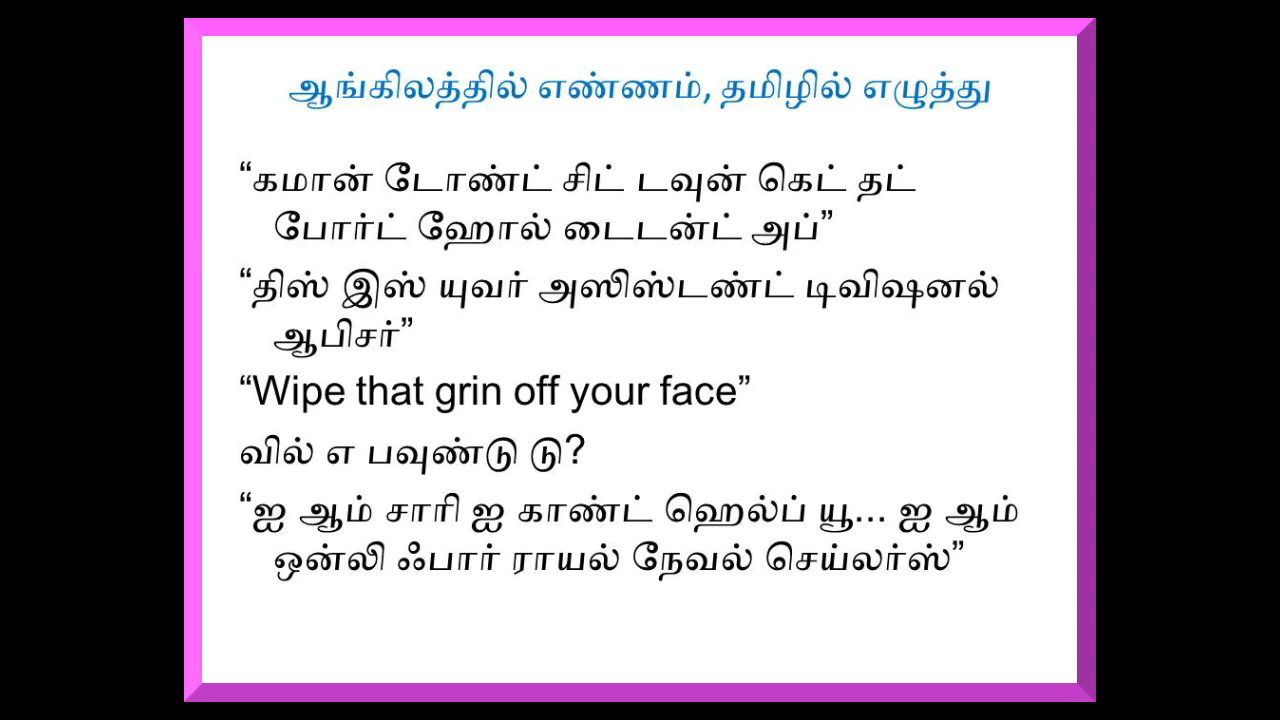 ஆங்கிலத்தில் எண்ணம், தமிழில் எழுத்து
“கமான் டோண்ட் சிட் டவுன் கெட் தட்
போர்ட் ஹோல் டைடன்ட் அப்”
“திஸ் இஸ் யுவர் அஸிஸ்டண்ட் டிவிஷனல்
ஆபிசர்”
“Wipe that grin off your face”
வில் எ பவுண்டு டு?
“ஐ ஆம் சாரி ஐ காண்ட் ஹெல்ப் யூ... ஐ ஆம்
ஒன்லி ஃபார் ராயல் நேவல் செய்லர்ஸ்”